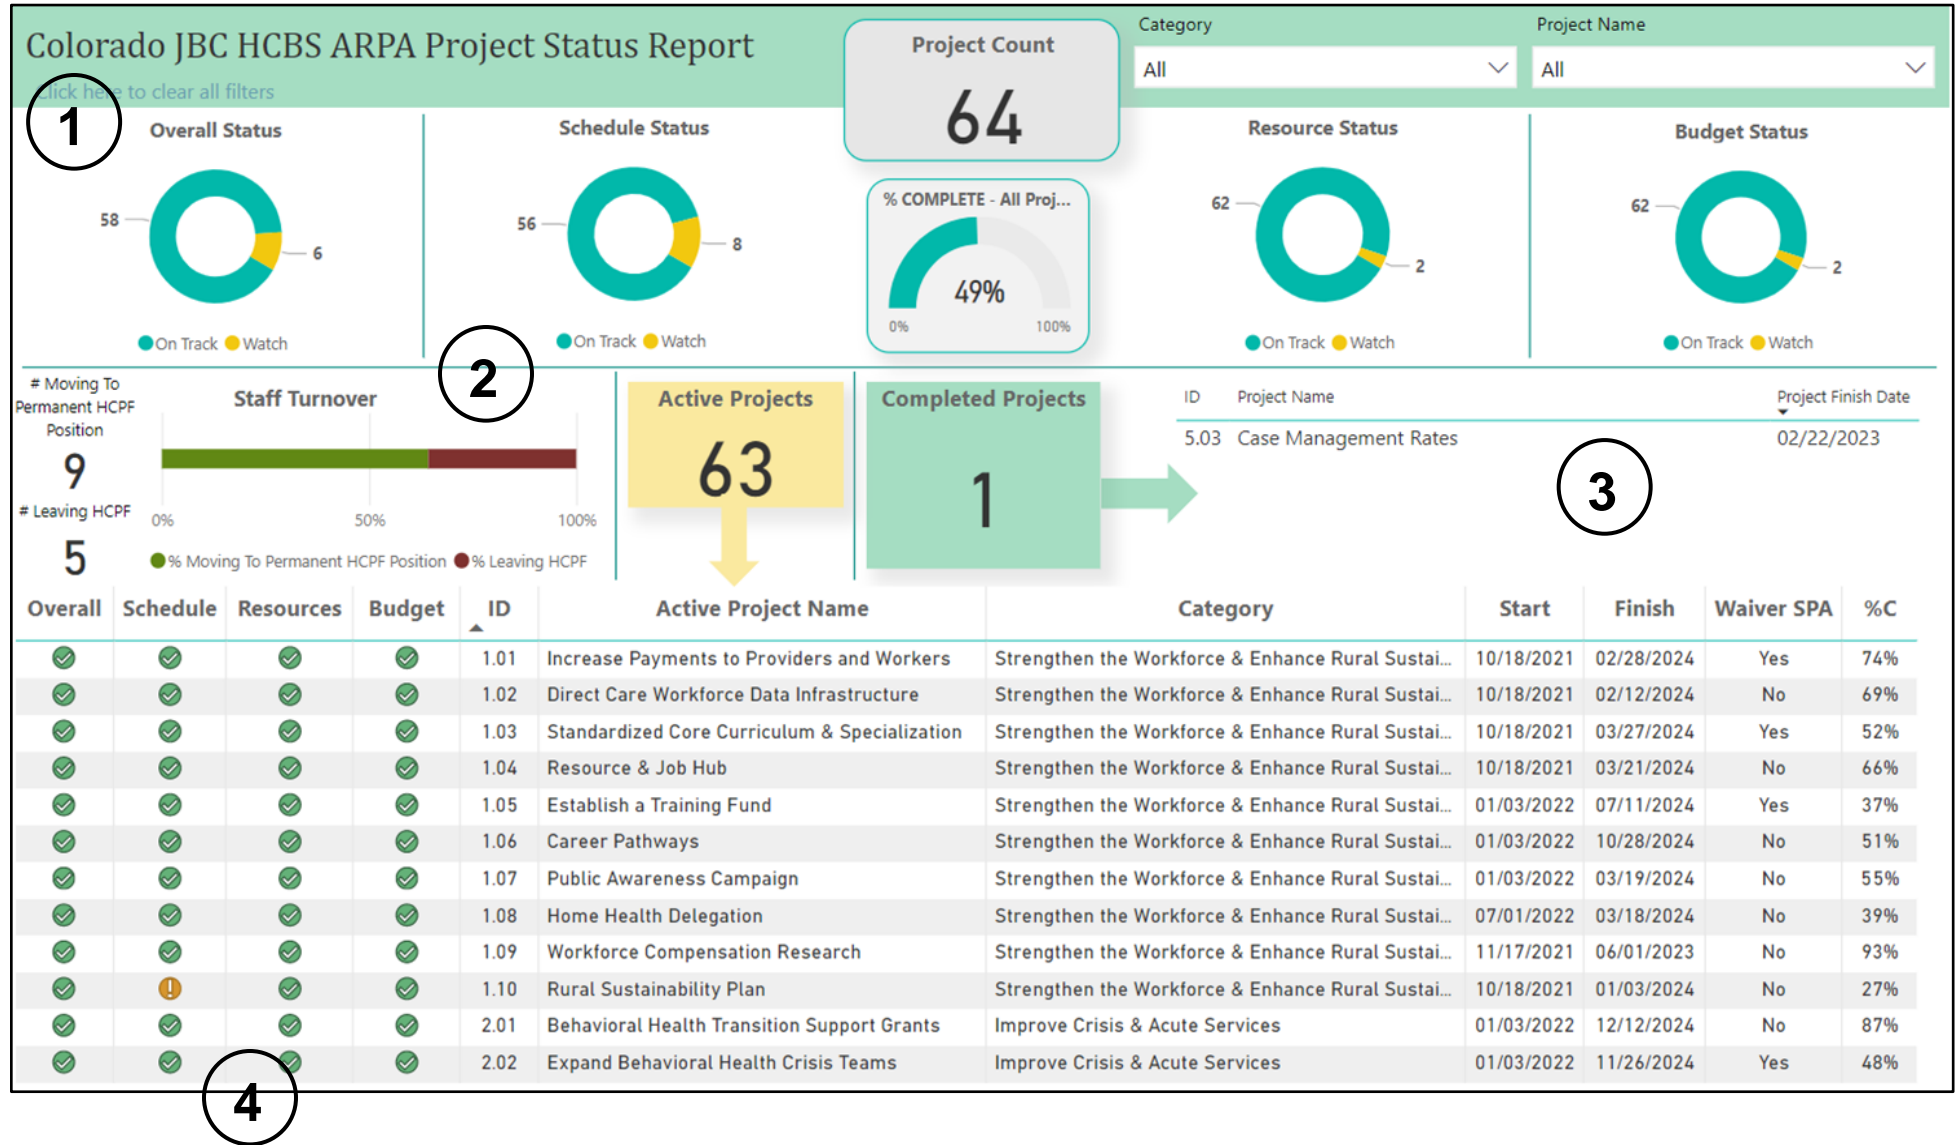 Colorado JBC HCBS ARPA Project Status Report
Click here to clear all filters
Project Count
64
Category
All
Project Name
All
1
Overall Status
58
6
On Track Watch
Schedule Status
56
8
On Track Watch
% COMPLETE - All Proj...
49%
0% 100%
Resource Status
62
2
On Track Watch
Budget Status
62
2
On Track Watch
# Moving To
Permanent HCPF
Position
9
# Leaving HCPF
5
Staff Turnover
2
0% 50% 100%
% Moving To Permanent HCPF Position % Leaving HCPF
Active Projects
63
Completed Projects
1
ID Project Name Project Finish Date
5.03 Case Management Rates 02/22/2023
3
Overall Schedule Resources Budget ID Active Project Name Category Start Finish Waiver SPA %C
1.01 Increase Payments to Providers and Workers Strengthen the Workforce & Enhance Rural Sustai... 10/18/2021 02/28/2024 Yes 74%
1.02 Direct Care Workforce Data Infrastructure Strengthen the Workforce & Enhance Rural Sustai... 10/18/2021 02/12/2024 No 69%
1.03 Standardized Core Curriculum & Specialization Strengthen the Workforce & Enhance Rural Sustai... 10/18/2021 03/27/2024 Yes 52%
1.04 Resource & Job Hub Strengthen the Workforce & Enhance Rural Sustai... 10/18/2021 03/21/2024 No 66%
1.05 Establish a Training Fund Strengthen the Workforce & Enhance Rural Sustai... 01/03/2022 07/11/2024 Yes 37%
1.06 Career Pathways Strengthen the Workforce & Enhance Rural Sustai... 01/03/2022 10/28/2024 No 51%
1.07 Public Awareness Campaign Strengthen the Workforce & Enhance Rural Sustai... 01/03/2022 03/19/2024 No 55%
1.08 Home Health Delegation Strengthen the Workforce & Enhance Rural Sustai... 07/01/2022 03/18/2024 No 39%
1.09 Workforce Compensation Research Strengthen the Workforce & Enhance Rural Sustai... 11/17/2021 06/01/2023 No 93%
1.10 Rural Sustainability Plan Strengthen the Workforce & Enhance Rural Sustai... 10/18/2021 01/03/2024 No 27%
2.01 Behavioral Health Transition Support Grants Improve Crisis & Acute Services 01/03/2022 12/12/2024 No 87%
2.02 Expand Behavioral Health Crisis Teams Improve Crisis & Acute Services 01/03/2022 11/26/2024 Yes 48%
4